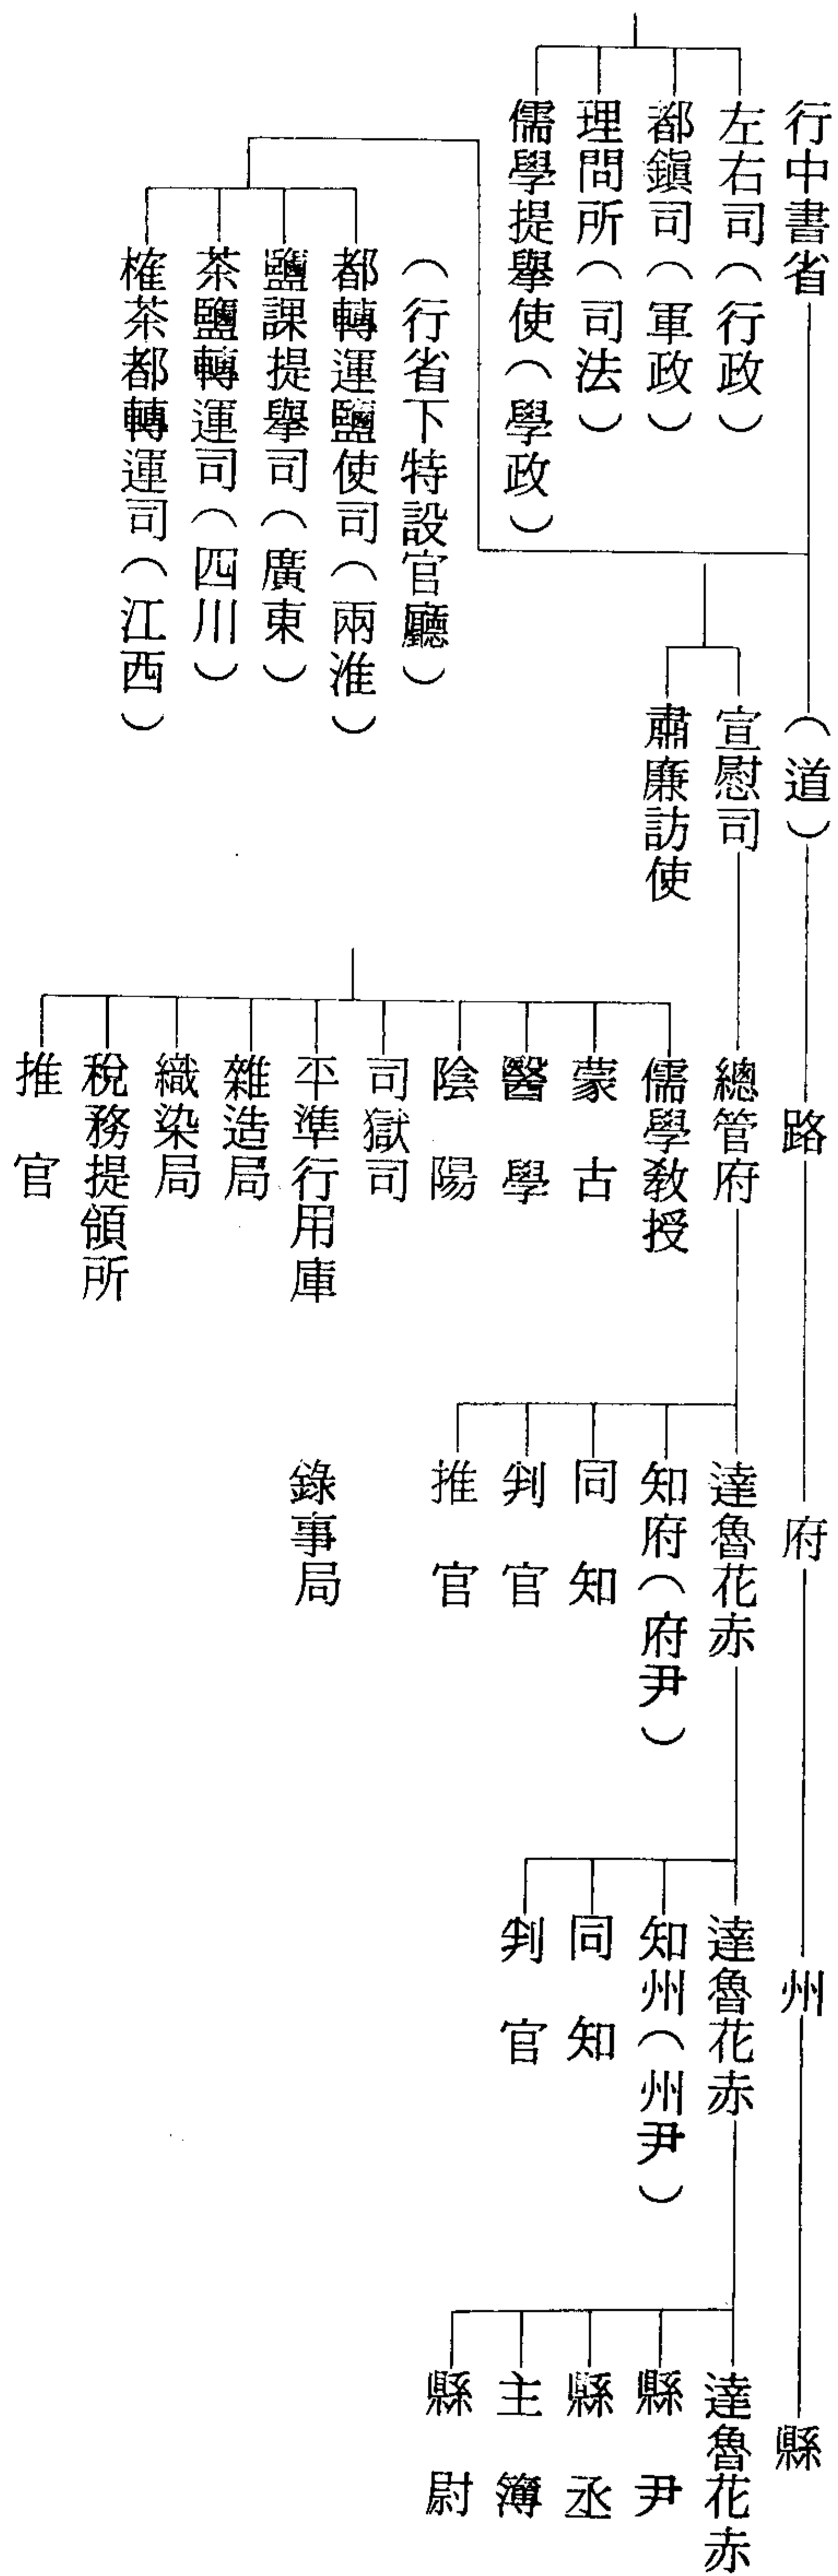 行中書省
(道)
路
府
州
縣
左右司(行政)
都鎭司(軍政)
理問所(司法)
儒學提擧使(學政)
(行省下特設官廳)
都轉運鹽使司(兩淮)
鹽課提擧司(廣東)
茶鹽轉運司(四川)
榷茶都轉運司(江西)
宣慰司
肅廉訪使
總管府
儒學敎授
蒙古
醫學
陰陽
司獄司
平準行用庫
雜造局
織染局
稅務提領所
推官
達魯花赤
知府(府尹)
同知
判官
推官
錄事局
達魯花赤
知州(州尹)
同知
判官
達魯花赤
縣尹
縣丞
主簿
縣尉